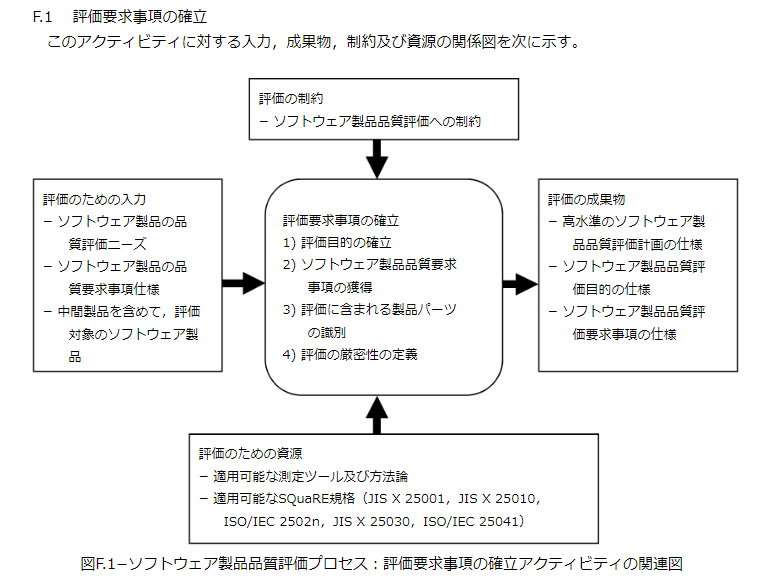 F.1 評価要求事項の確立
このアクティビティに対する入力，成果物，制約及び資源の関係図を次に示す。
評価の制約
− ソフトウェア製品品質評価への制約
評価のための入力
− ソフトウェア製品の品
質評価ニーズ
− ソフトウェア製品の品
質要求事項仕様
− 中間製品を含めて，評価
対象のソフトウェア製
品
評価要求事項の確立
1) 評価目的の確立
2) ソフトウェア製品品質要求
事項の獲得
3) 評価に含まれる製品パーツ
の識別
4) 評価の厳密性の定義
評価の成果物
− 高水準のソフトウェア製
品品質評価計画の仕様
− ソフトウェア製品品質評
価目的の仕様
− ソフトウェア製品品質評
価要求事項の仕様
評価のための資源
− 適用可能な測定ツール及び方法論
− 適用可能なSQuaRE規格（JIS X 25001，JIS X 25010，
ISO/IEC 2502n，JIS X 25030，ISO/IEC 25041）
図F.1−ソフトウェア製品品質評価プロセス：評価要求事項の確立アクティビティの関連図